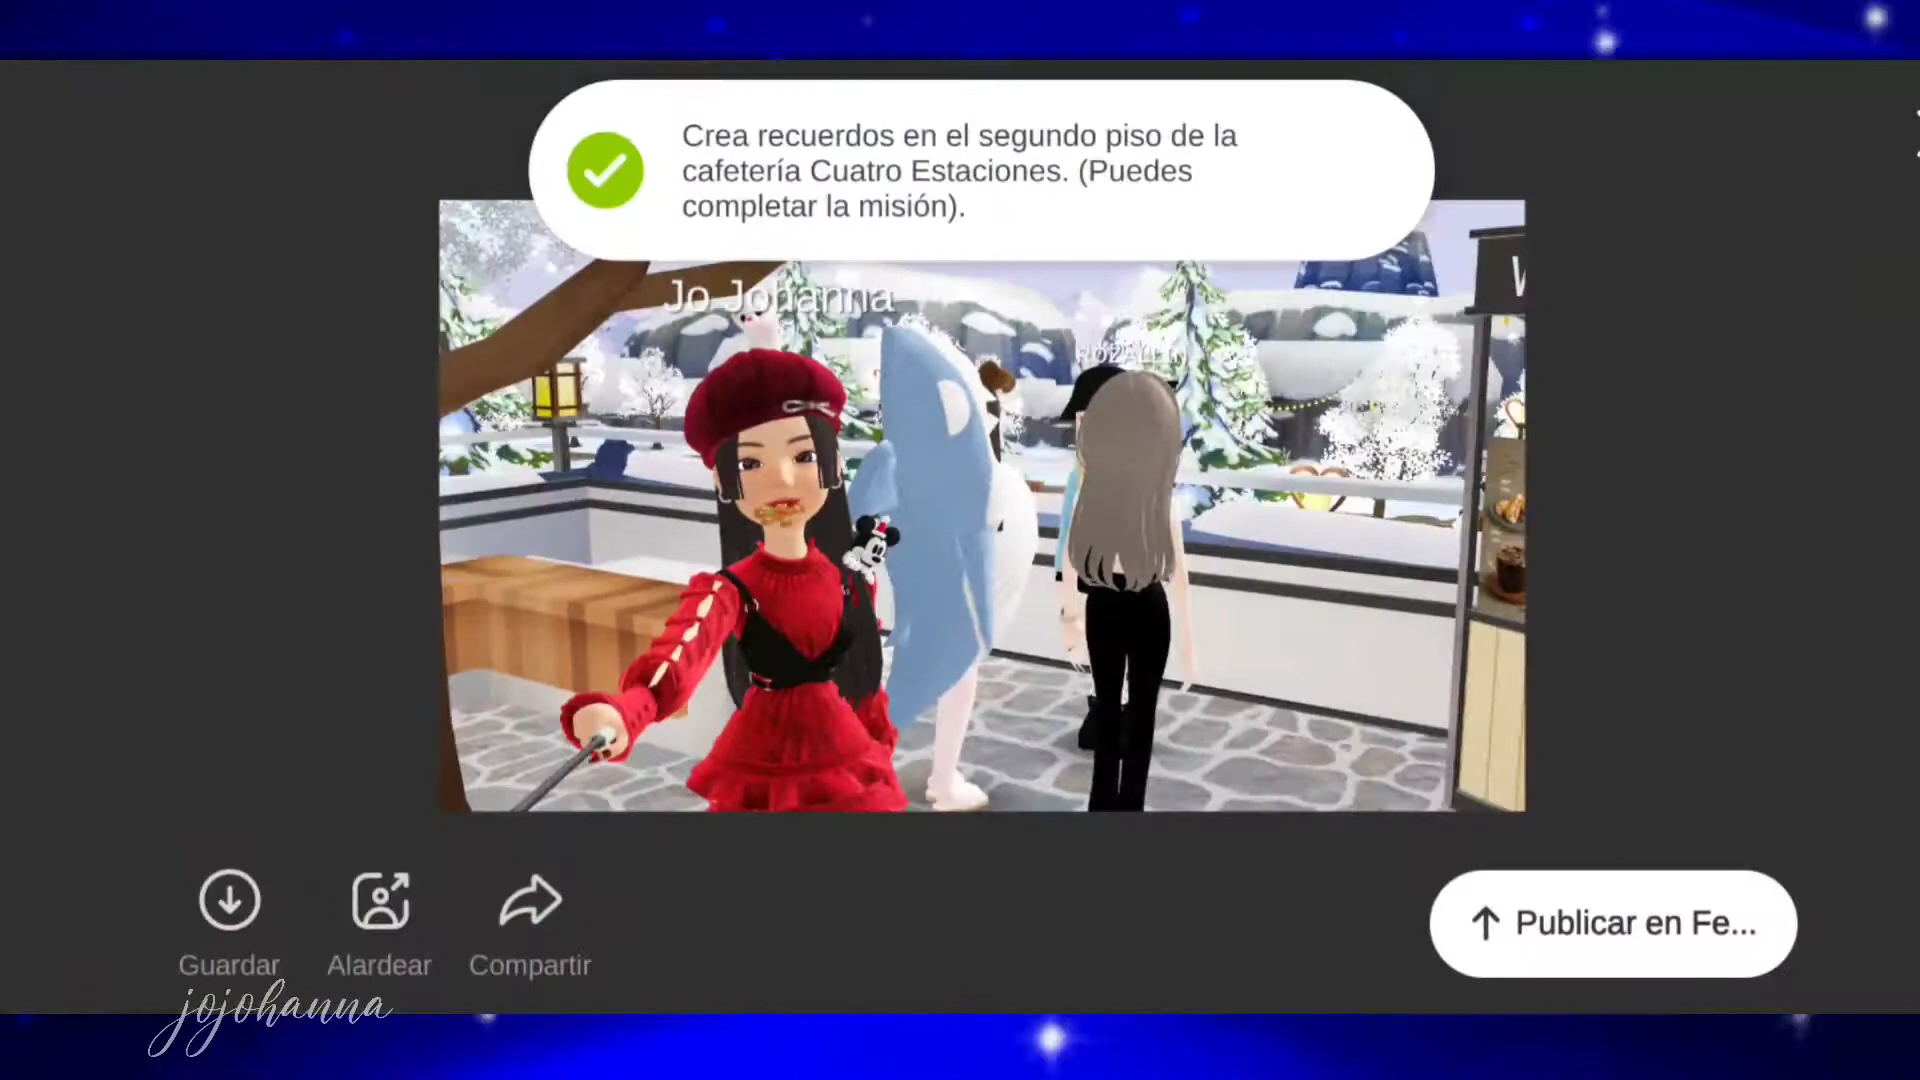 Crea recuerdos en el segundo piso de la
cafetería Cuatro Estaciones. (Puedes
completar la misión).
Jo Johanna
ROZALLIN
Guardar
Alardear
Compartir
Publicar en Fe...
jojohanna